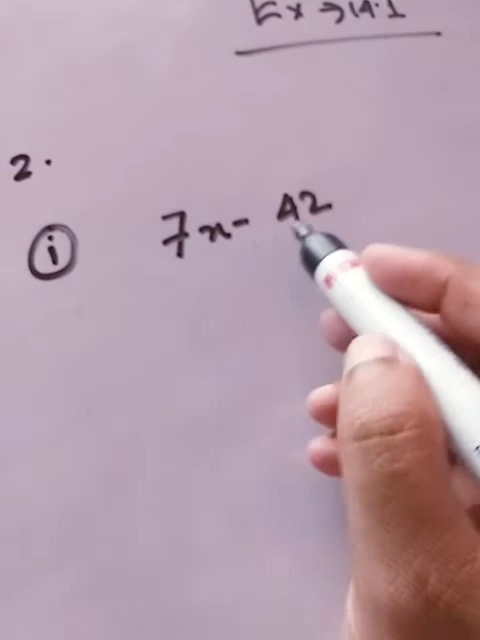 Ex → 14.1
2.
(i) 7x - 42